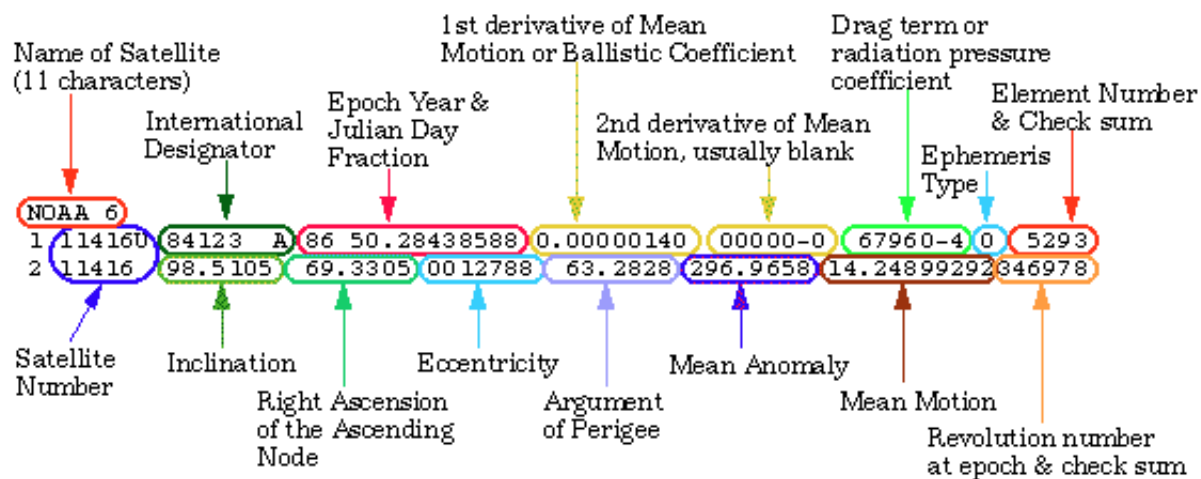 Name of Satellite
(11 characters)
International
Designator
Epoch Year &
Julian Day
Fraction
1st derivative of Mean
Motion or Ballistic Coefficient
2nd derivative of Mean
Motion, usually blank
Drag term or
radiation pressure
coefficient
Ephemeris
Type
Element Number
& Check sum
NOAA 6
1 11416U 84123 A 86 50.28438588 0.00000140 00000-0 67960-4 0 5293
2 11416 98.5105 69.3305 0012788 63.2828 296.9658 14.24899292 346978
Satellite
Number
Inclination
Right Ascension
of the Ascending
Node
Eccentricity
Argument
of Perigee
Mean Anomaly
Mean Motion
Revolution number
at epoch & check sum